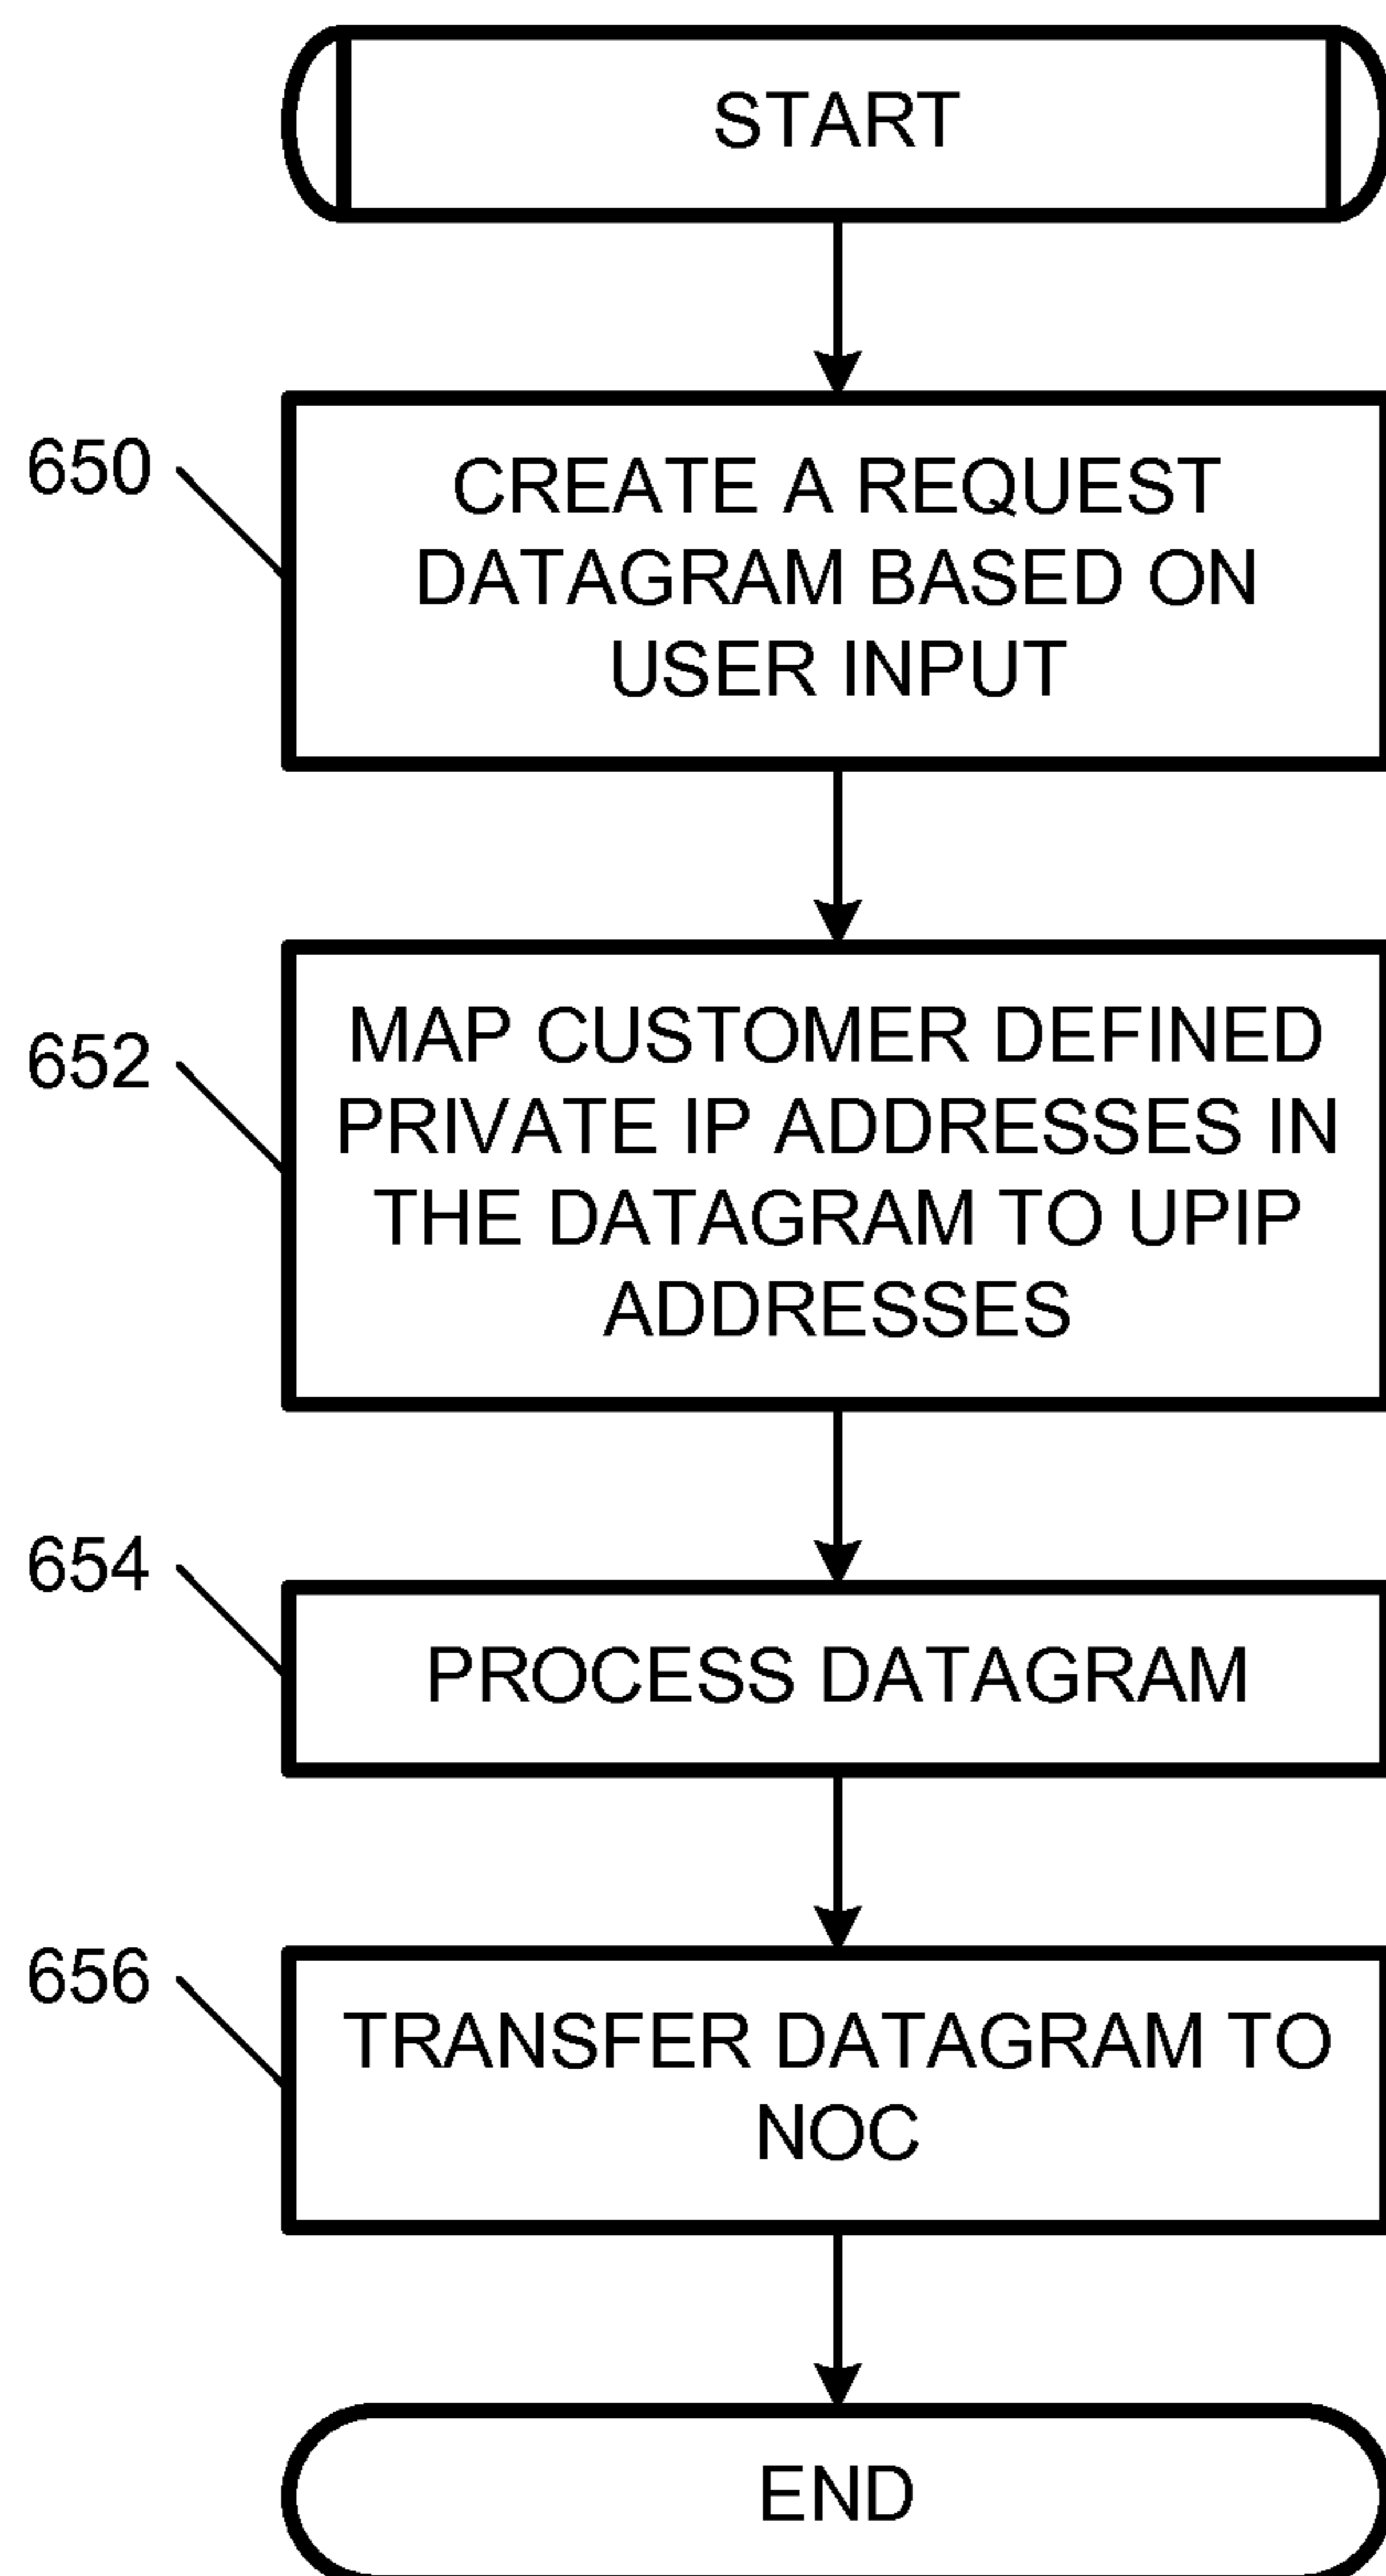 START
650
CREATE A REQUEST
DATAGRAM BASED ON
USER INPUT
652
MAP CUSTOMER DEFINED
PRIVATE IP ADDRESSES IN
THE DATAGRAM TO UPIP
ADDRESSES
654
PROCESS DATAGRAM
656
TRANSFER DATAGRAM TO
NOC
END